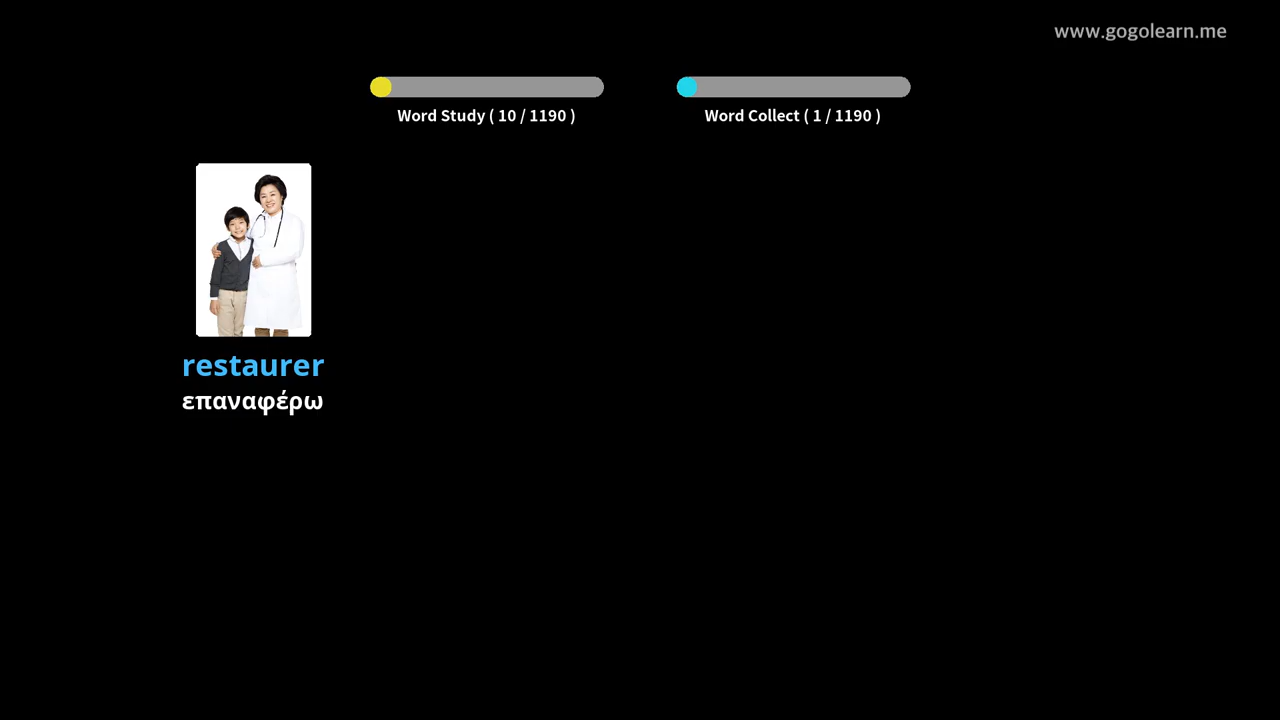 www.gogolearn.me
Word Study ( 10 / 1190 )
Word Collect ( 1 / 1190 )
restaurer
επαναφέρω